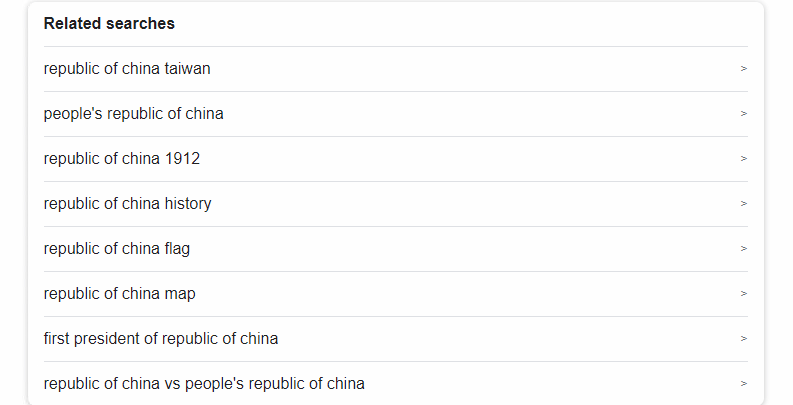 Related searches
republic of china taiwan >
people's republic of china >
republic of china 1912 >
republic of china history >
republic of china flag >
republic of china map >
first president of republic of china >
republic of china vs people's republic of china >